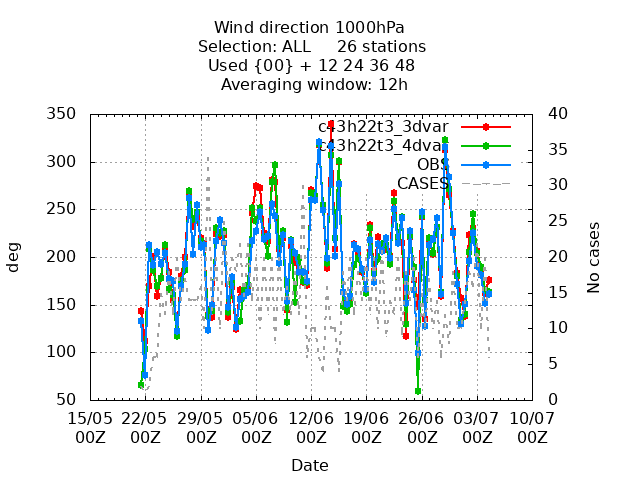 Wind direction 1000hPa
Selection: ALL 26 stations
Used {00} + 12 24 36 48
Averaging window: 12h
350
300
250
200
150
100
50
deg
40
35
30
25
20
15
10
5
0
No cases
c43h22t3_3dvar
c43h22t3_4dvar
OBS
CASES
15/05 22/05 29/05 05/06 12/06 19/06 26/06 03/07 10/07
00Z 00Z 00Z 00Z 00Z 00Z 00Z 00Z 00Z
Date